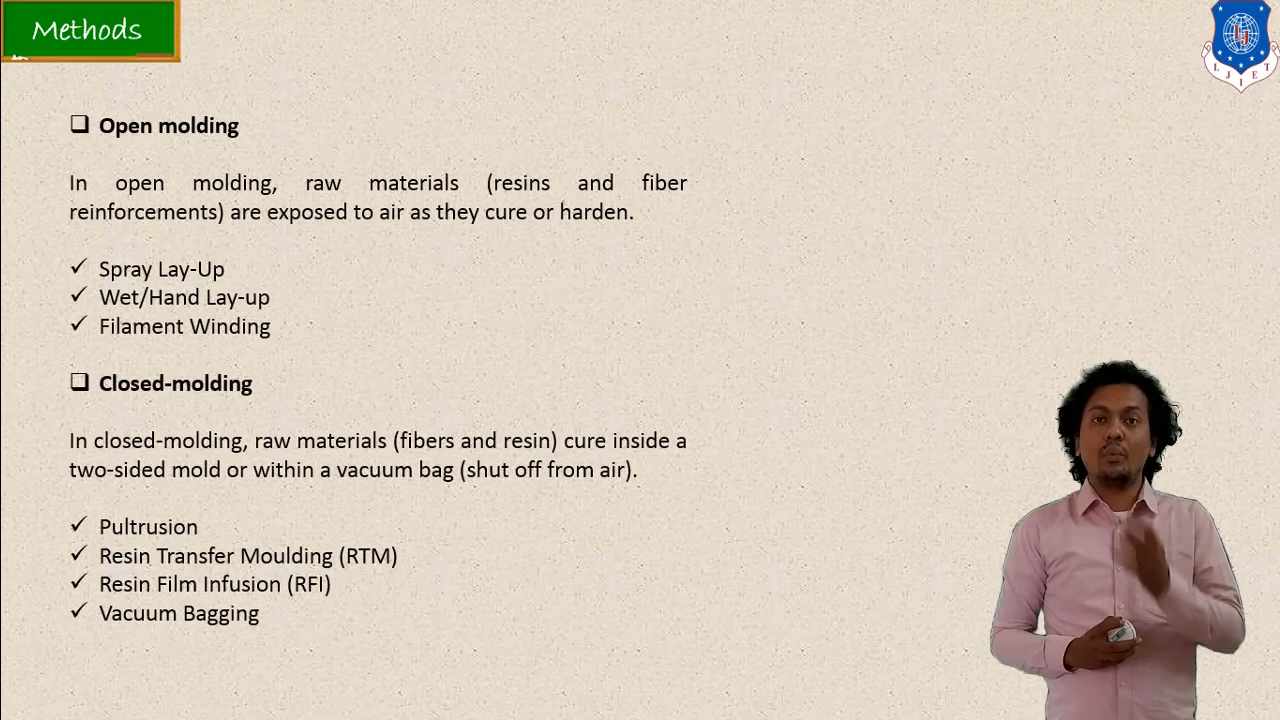 Methods
L J I E T
❑ Open molding
In open molding, raw materials (resins and fiber
reinforcements) are exposed to air as they cure or harden.
✓ Spray Lay-Up
✓ Wet/Hand Lay-up
✓ Filament Winding
❑ Closed-molding
In closed-molding, raw materials (fibers and resin) cure inside a
two-sided mold or within a vacuum bag (shut off from air).
✓ Pultrusion
✓ Resin Transfer Moulding (RTM)
✓ Resin Film Infusion (RFI)
✓ Vacuum Bagging